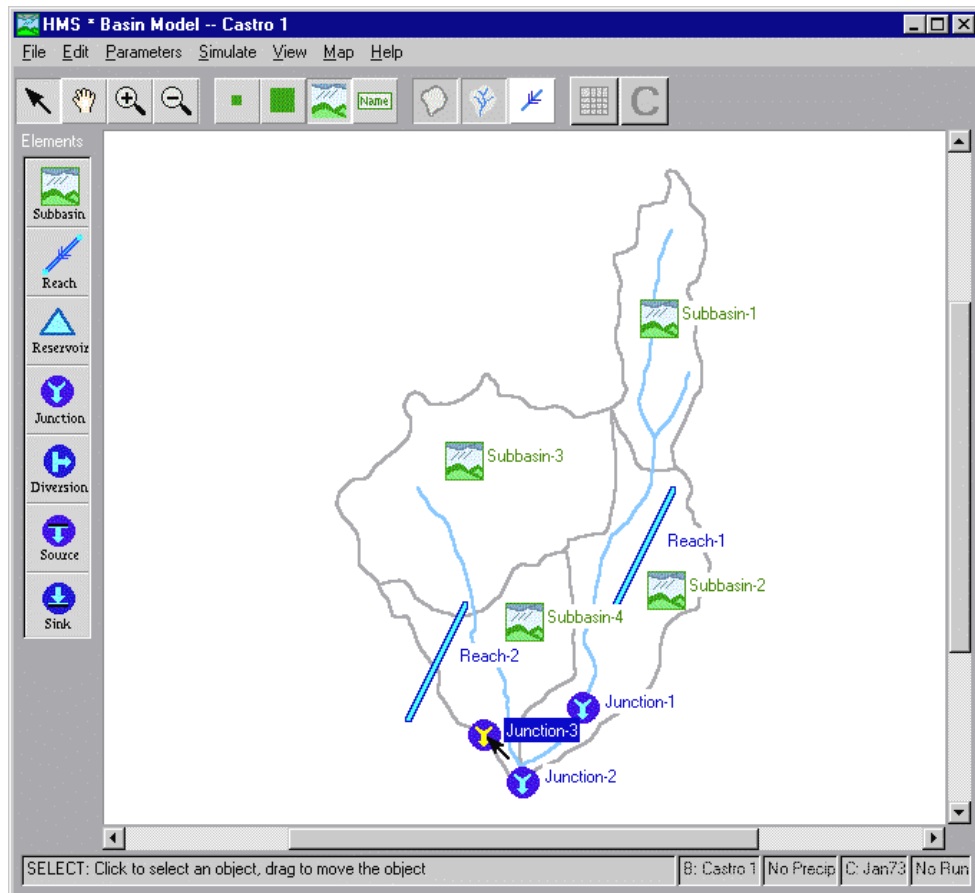 HMS * Basin Model -- Castro 1
File Edit Parameters Simulate View Map Help
Name
C
Elements
Subbasin
Reach
Reservoir
Junction
Diversion
Source
Sink
Subbasin-1
Subbasin-3
Reach-1
Subbasin-2
Subbasin-4
Reach-2
Junction-1
Junction-3
Junction-2
SELECT: Click to select an object, drag to move the object
B: Castro 1 No Precip C: Jan73 No Run